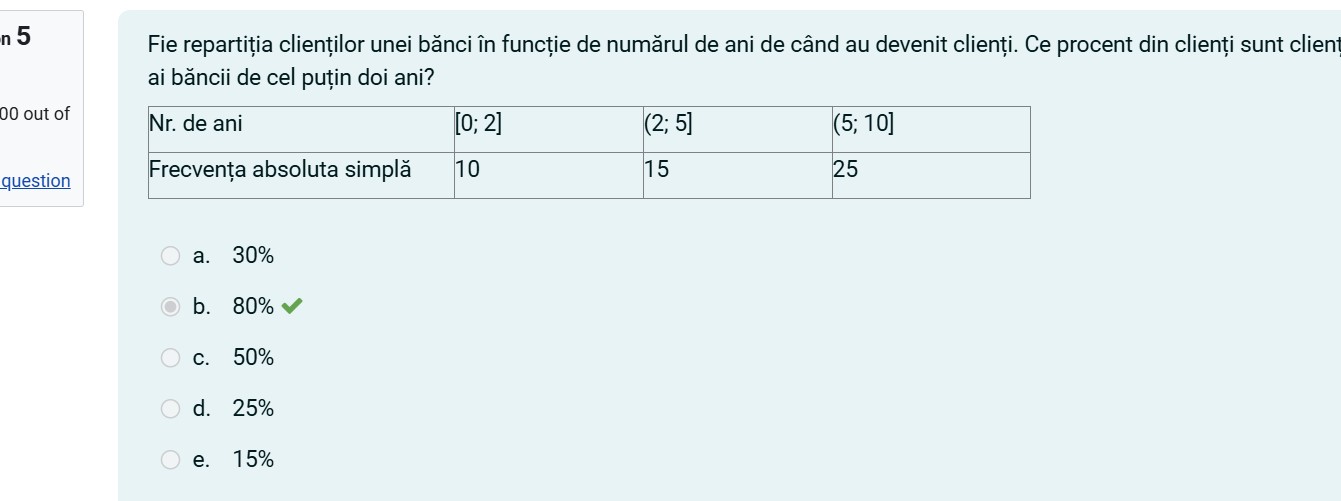 n 5
Fie repartiția clienților unei bănci în funcție de numărul de ani de când au devenit clienți. Ce procent din clienți sunt clienț
ai băncii de cel puțin doi ani?
00 out of
question
Nr. de ani [0; 2] (2; 5] (5; 10]
Frecvența absoluta simplă 10 15 25
a. 30%
b. 80%
c. 50%
d. 25%
e. 15%